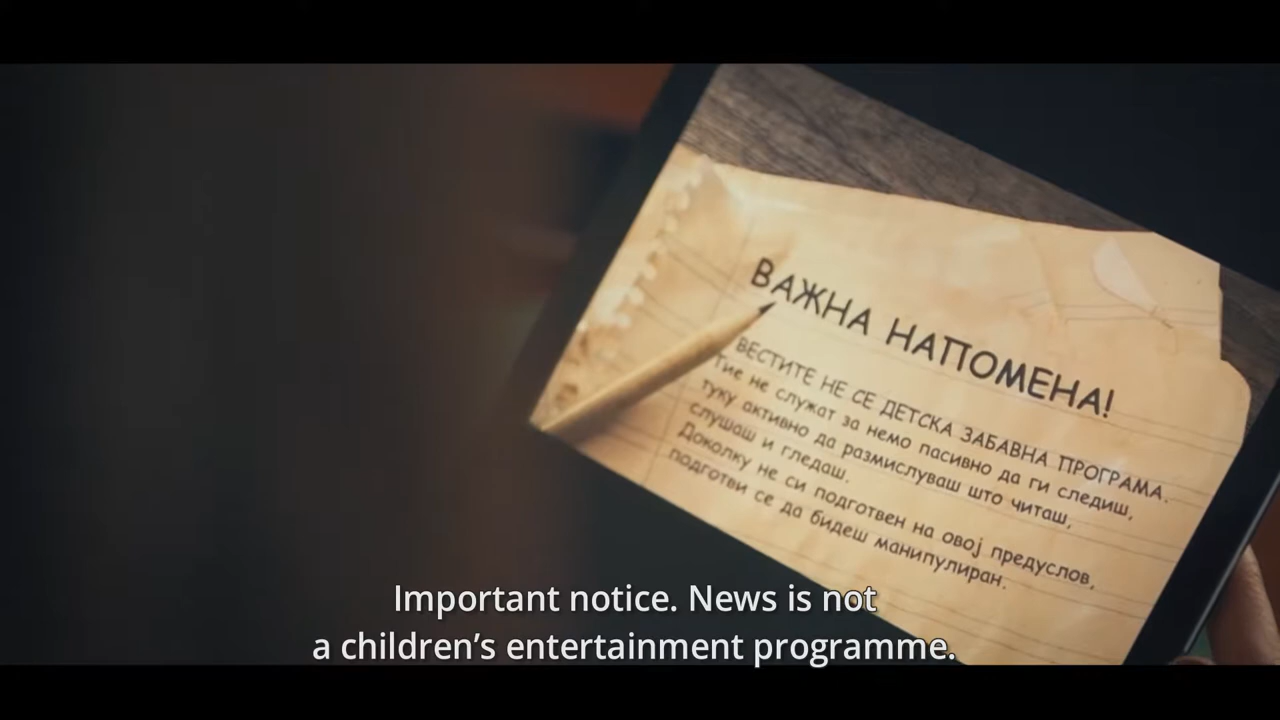 ВАЖНА НАПОМЕНА!
ВЕСТИТЕ НЕ СЕ ДЕТСКА ЗАБАВНА ПРОГРАМА.
Тие не служат за немо пасивно да ги следиш,
туку активно да размислуваш што читаш,
слушаш и гледаш.
Доколку не си подготвен на овој предуслов,
подготви се да бидеш манипулиран.
Important notice. News is not
a children’s entertainment programme.